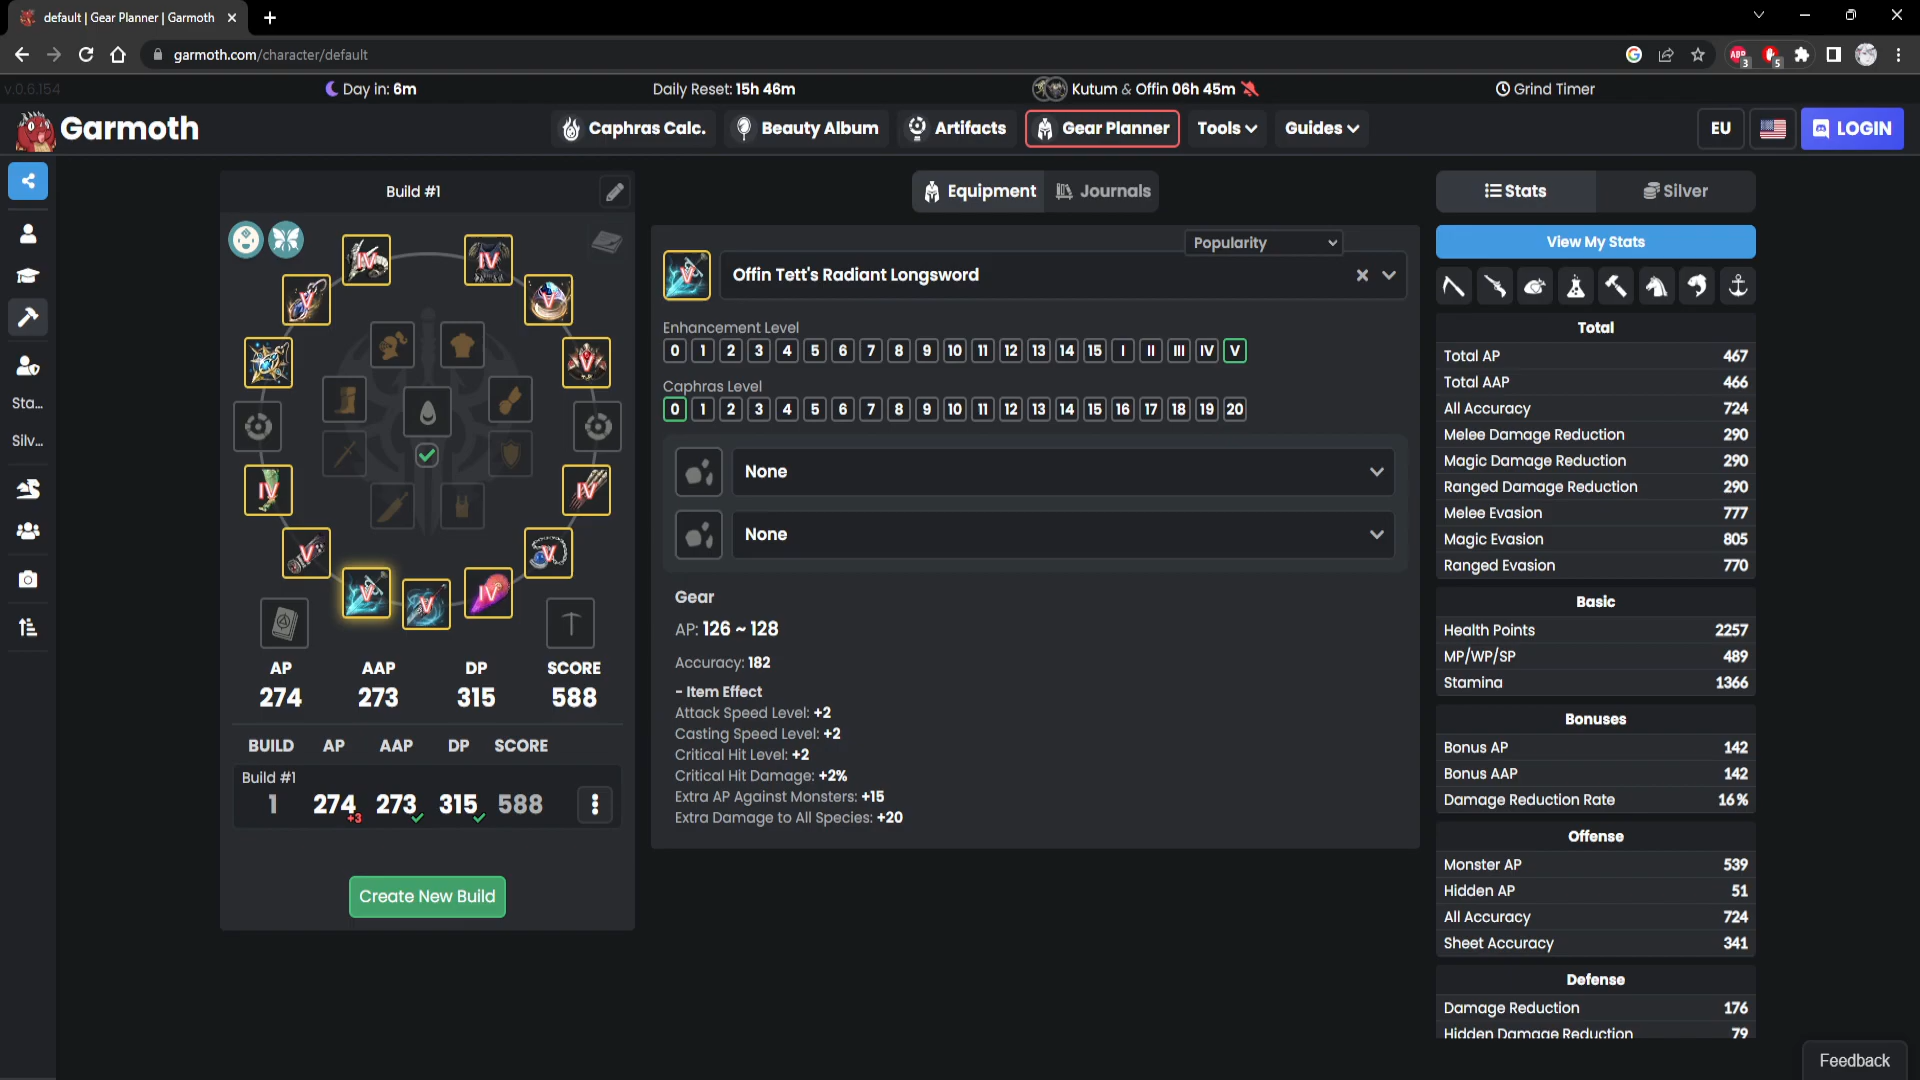 default | Gear Planner | Garmoth
garmoth.com/character/default
ABP
3
5
v.0.6.154
Day in: 6m
Daily Reset: 15h 46m
Kutum & Offin 06h 45m
Grind Timer
Garmoth
Caphras Calc.
Beauty Album
Artifacts
Gear Planner
Tools
Guides
EU
LOGIN
Build #1
IV
IV
V
V
V
IV
IV
V
V
V
V
IV
AP
AAP
DP
SCORE
274
273
315
588
BUILD
AP
AAP
DP
SCORE
Build #1
1
274
+3
273
315
588
Create New Build
Sta...
Silv...
Equipment
Journals
Popularity
V
Offin Tett's Radiant Longsword
Enhancement Level
0 1 2 3 4 5 6 7 8 9 10 11 12 13 14 15 I II III IV V
Caphras Level
0 1 2 3 4 5 6 7 8 9 10 11 12 13 14 15 16 17 18 19 20
None
None
Gear
AP: 126 ~ 128
Accuracy: 182
- Item Effect
Attack Speed Level: +2
Casting Speed Level: +2
Critical Hit Level: +2
Critical Hit Damage: +2%
Extra AP Against Monsters: +15
Extra Damage to All Species: +20
Stats
Silver
View My Stats
Total
Total AP 467
Total AAP 466
All Accuracy 724
Melee Damage Reduction 290
Magic Damage Reduction 290
Ranged Damage Reduction 290
Melee Evasion 777
Magic Evasion 805
Ranged Evasion 770
Basic
Health Points 2257
MP/WP/SP 489
Stamina 1366
Bonuses
Bonus AP 142
Bonus AAP 142
Damage Reduction Rate 16%
Offense
Monster AP 539
Hidden AP 51
All Accuracy 724
Sheet Accuracy 341
Defense
Damage Reduction 176
Hidden Damage Reduction 79
Feedback